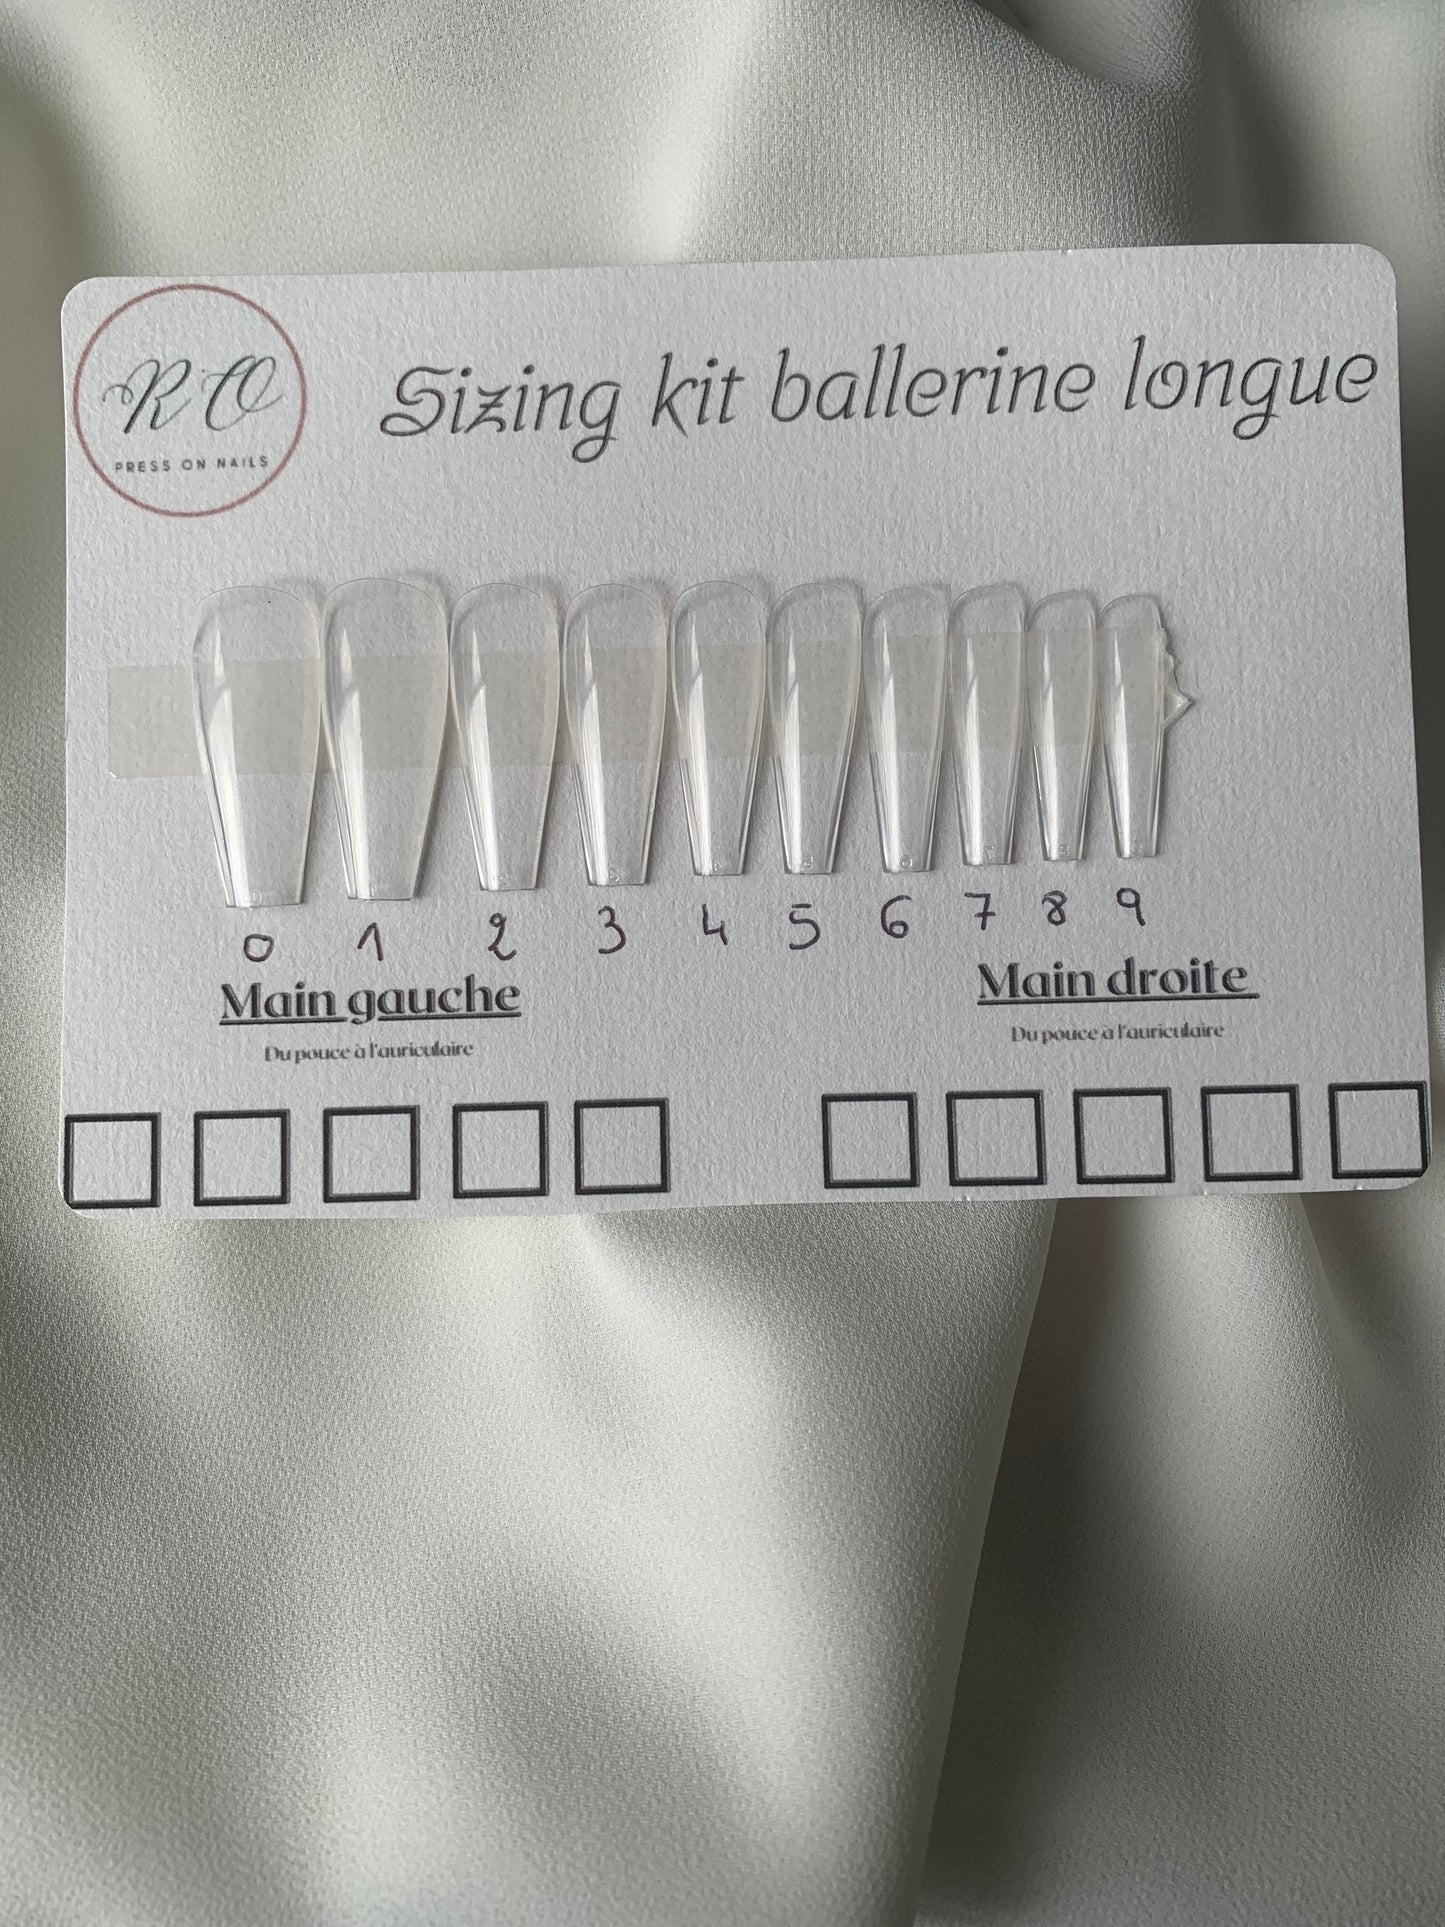 RO
PRESS ON NAILS
Sizing kit ballerine longue
0 1 2 3 4 5 6 7 8 9
Main gauche
Du pouce à l'auriculaire
Main droite
Du pouce a l'auriculaire